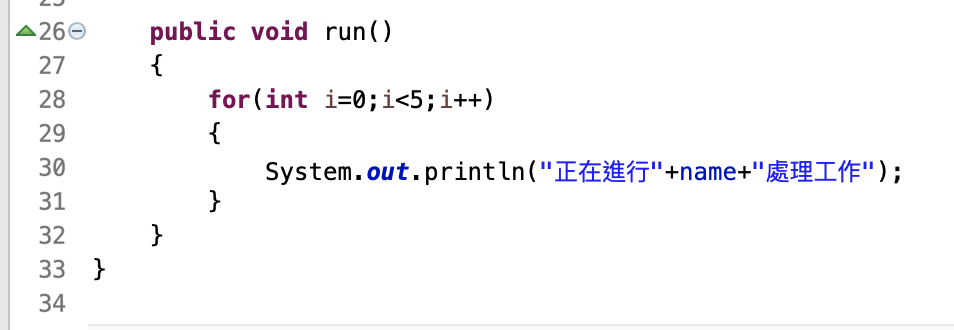 26 public void run()
27 {
28 for(int i=0;i<5;i++)
29 {
30 System.out.println("正在進行"+name+"處理工作");
31 }
32 }
33 }
34